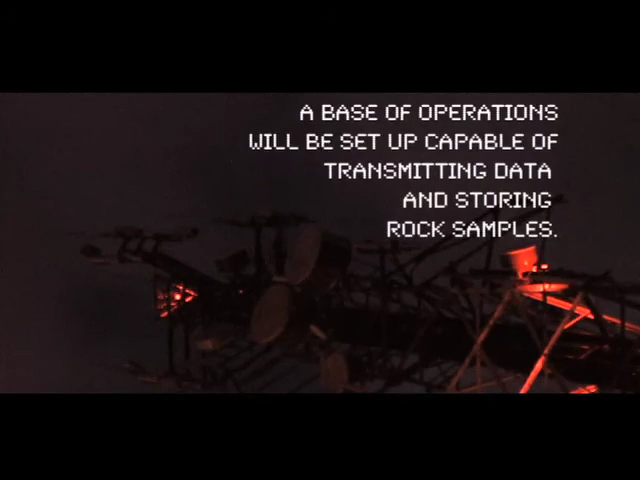 A BASE OF OPERATIONS
WILL BE SET UP CAPABLE OF
TRANSMITTING DATA
AND STORING
ROCK SAMPLES.